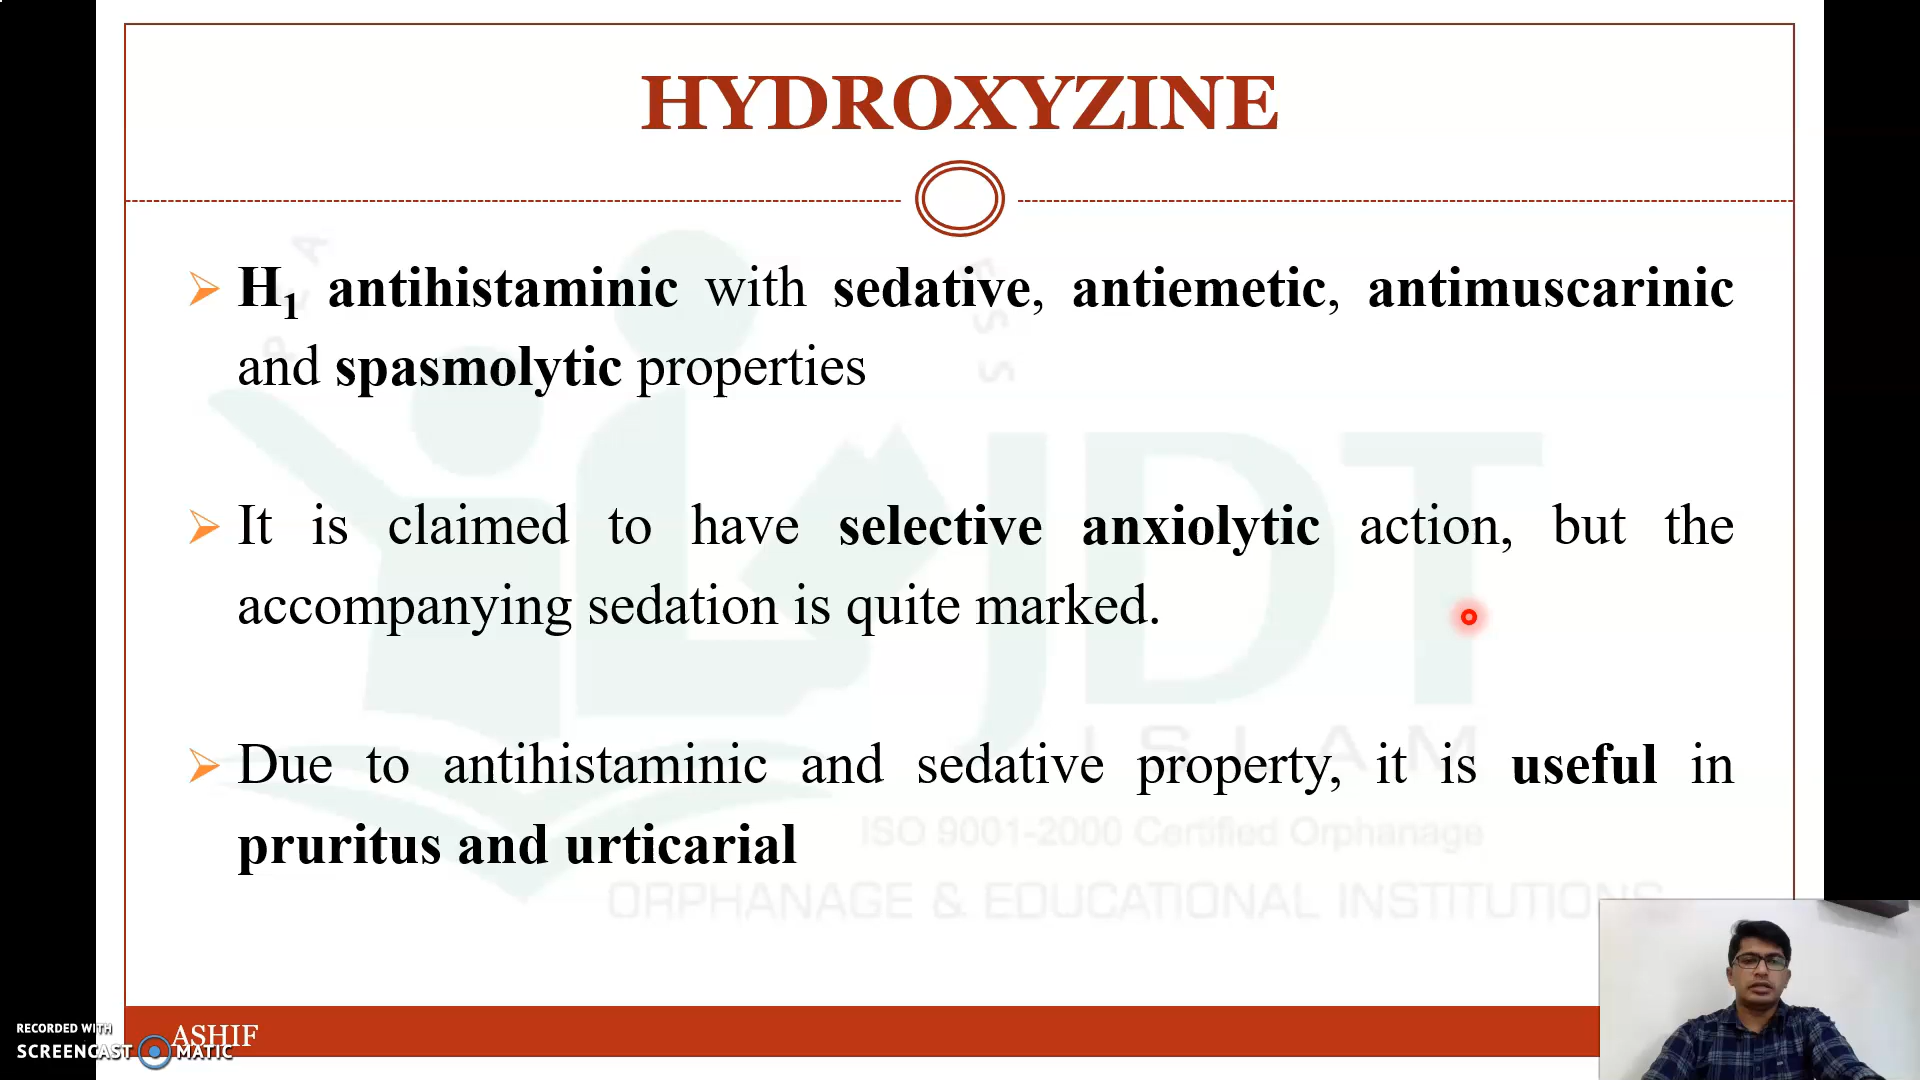 HYDROXYZINE
H1 antihistaminic with sedative, antiemetic, antimuscarinic
and spasmolytic properties
It is claimed to have selective anxiolytic action, but the
accompanying sedation is quite marked.
Due to antihistaminic and sedative property, it is useful in
pruritus and urticarial
JDT
ISLAM
ISO 9001-2000 Certified Orphanage
ORPHANAGE & EDUCATIONAL INSTITUTIONS
ASHIF
RECORDED WITH
SCREENCAST MATIC